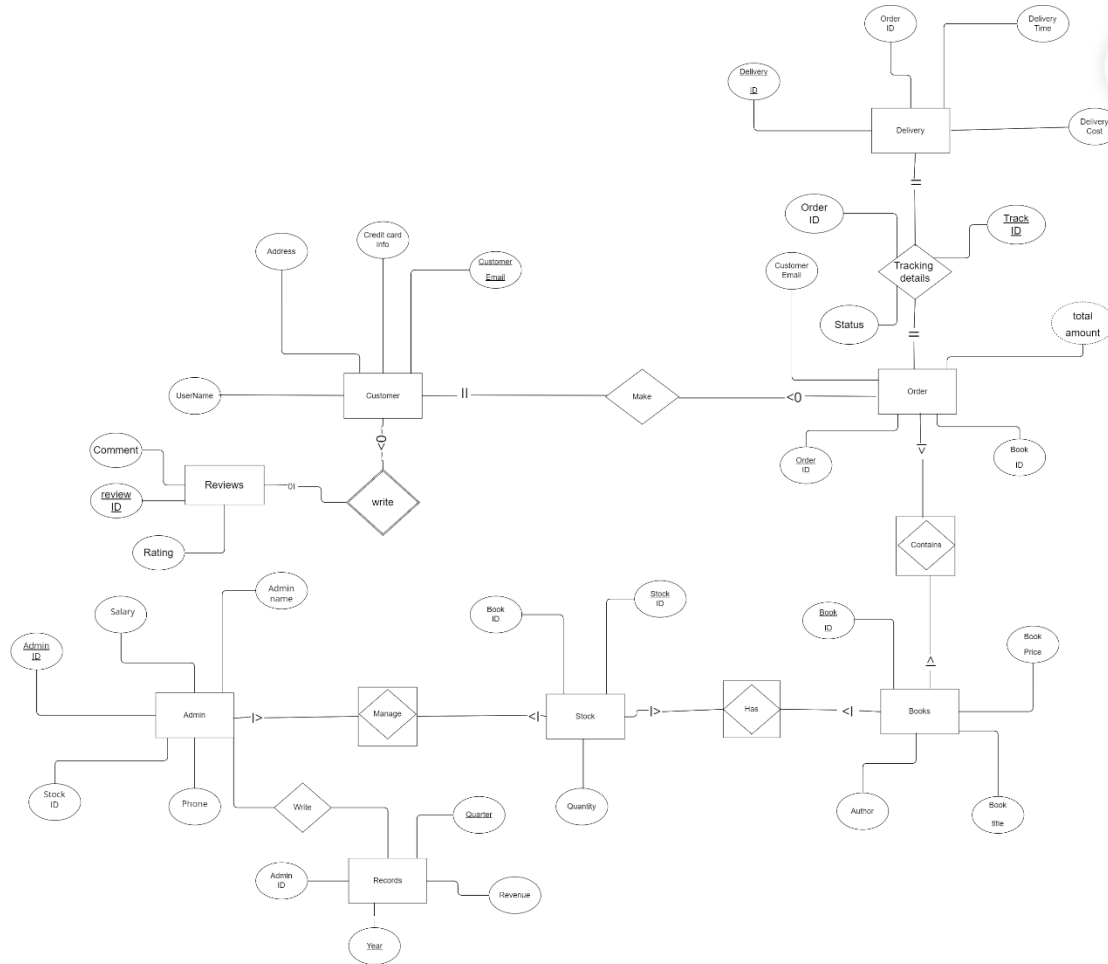 Order
ID
Delivery
Time
Delivery
ID
Delivery
Delivery
Cost
Order
ID
Track
ID
Credit card
info
Address
Customer
Email
Customer
Email
Tracking
details
Status
total
amount
UserName
Customer
||
Make
<0
Order
Comment
Reviews
review
ID
write
Order
ID
Book
ID
Rating
Contains
Admin
name
Salary
Book
ID
Stock
ID
Book
ID
Book
Price
Admin
ID
Admin
|>
Manage
<|
Stock
|>
Has
<|
Books
Stock
ID
Phone
Write
Quantity
Author
Book
title
Quarter
Admin
ID
Records
Revenue
Year